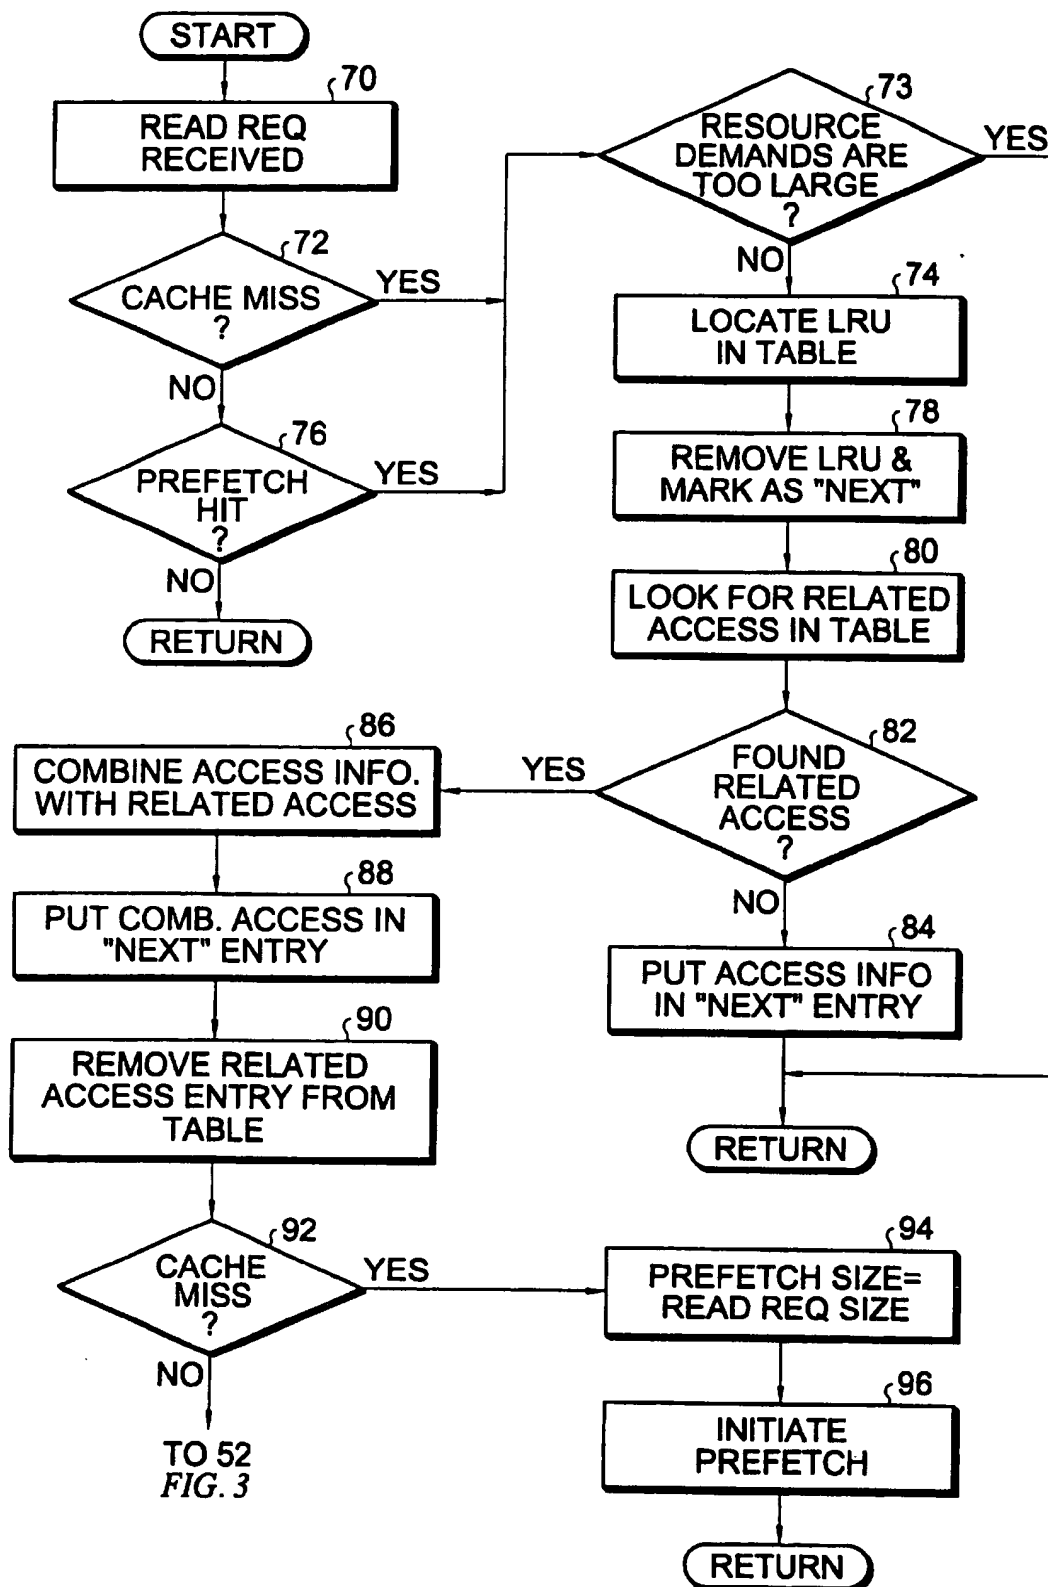 START
70
READ REQ
RECEIVED
72
CACHE MISS
?
YES
NO
76
PREFETCH
HIT
?
YES
NO
RETURN
73
RESOURCE
DEMANDS ARE
TOO LARGE
?
YES
NO
74
LOCATE LRU
IN TABLE
78
REMOVE LRU &
MARK AS "NEXT"
80
LOOK FOR RELATED
ACCESS IN TABLE
82
FOUND
RELATED
ACCESS
?
YES
NO
84
PUT ACCESS INFO
IN "NEXT" ENTRY
RETURN
86
COMBINE ACCESS INFO.
WITH RELATED ACCESS
88
PUT COMB. ACCESS IN
"NEXT" ENTRY
90
REMOVE RELATED
ACCESS ENTRY FROM
TABLE
92
CACHE
MISS
?
YES
NO
TO 52
FIG. 3
94
PREFETCH SIZE=
READ REQ SIZE
96
INITIATE
PREFETCH
RETURN